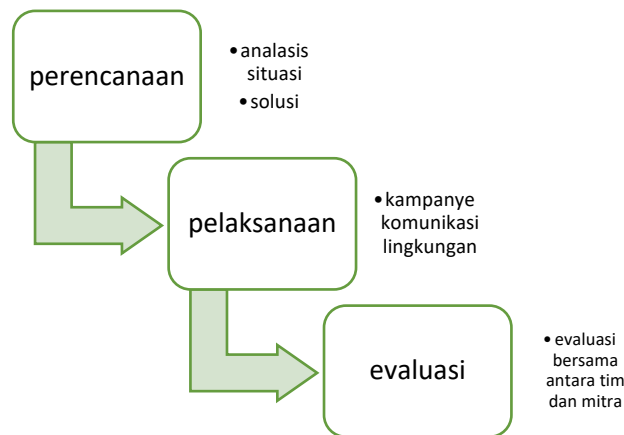 perencanaan
• analasis
situasi
• solusi
pelaksanaan
• kampanye
komunikasi
lingkungan
evaluasi
• evaluasi
bersama
antara tim
dan mitra